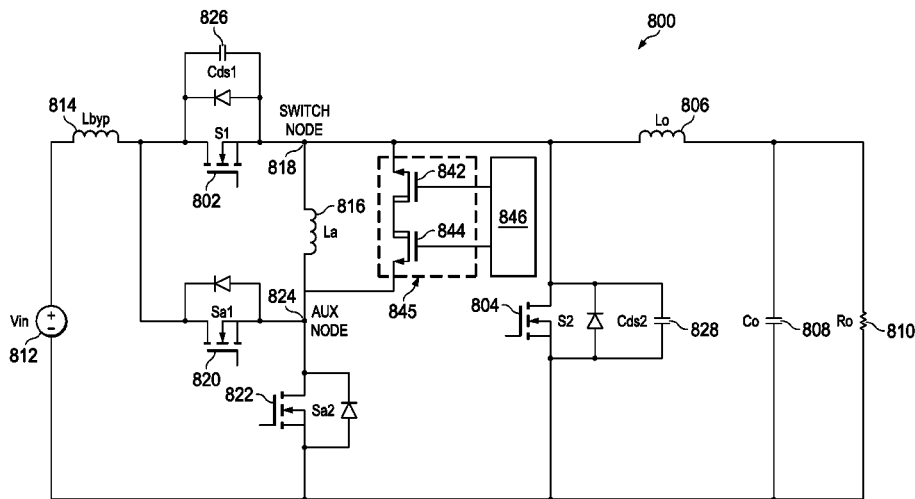 826
800
Cds1
814
Lbyp
SWITCH
NODE
806
Lo
S1
818
842
802
816
846
La
844
824
AUX
NODE
845
804
S2
Vin
Sa1
Cds2
828
Co
808
Ro
810
812
820
822
Sa2